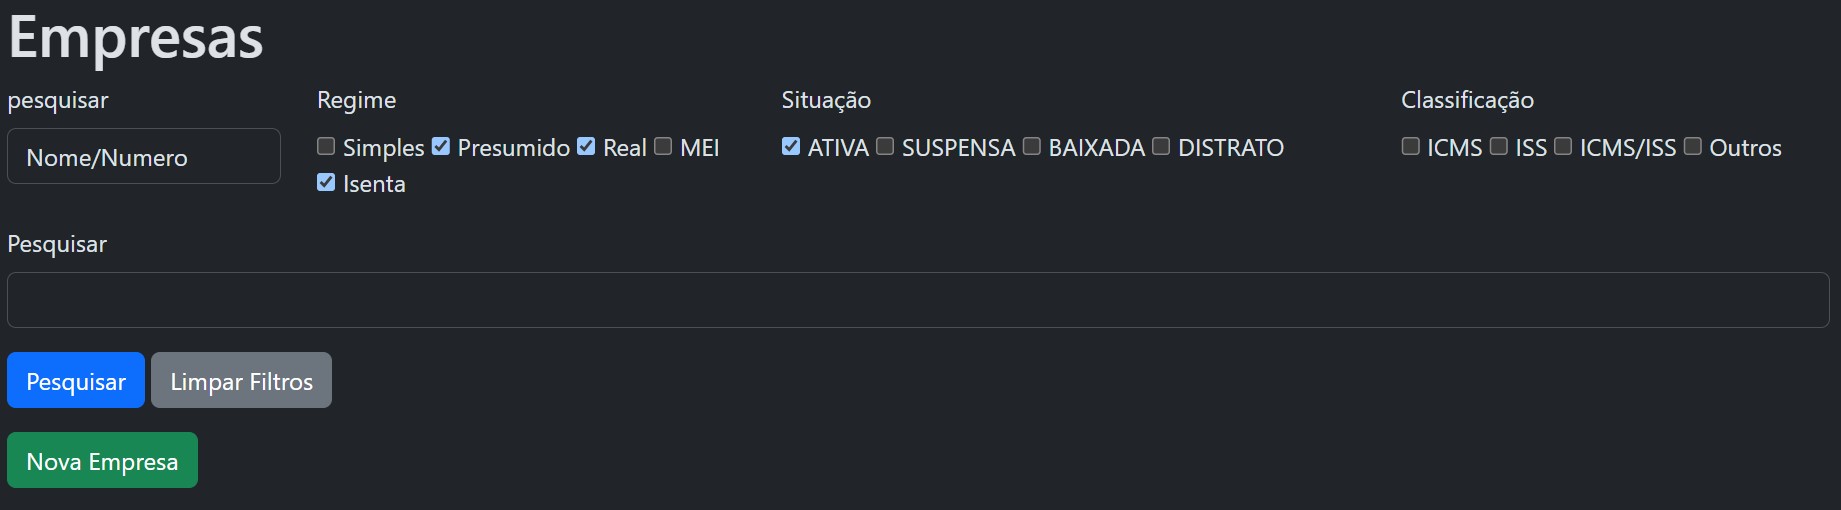 Empresas
pesquisar Regime Situação Classificação
Nome/Numero Simples Presumido Real MEI ATIVA SUSPENSA BAIXADA DISTRATO ICMS ISS ICMS/ISS Outros
Isenta
Pesquisar
Pesquisar Limpar Filtros
Nova Empresa